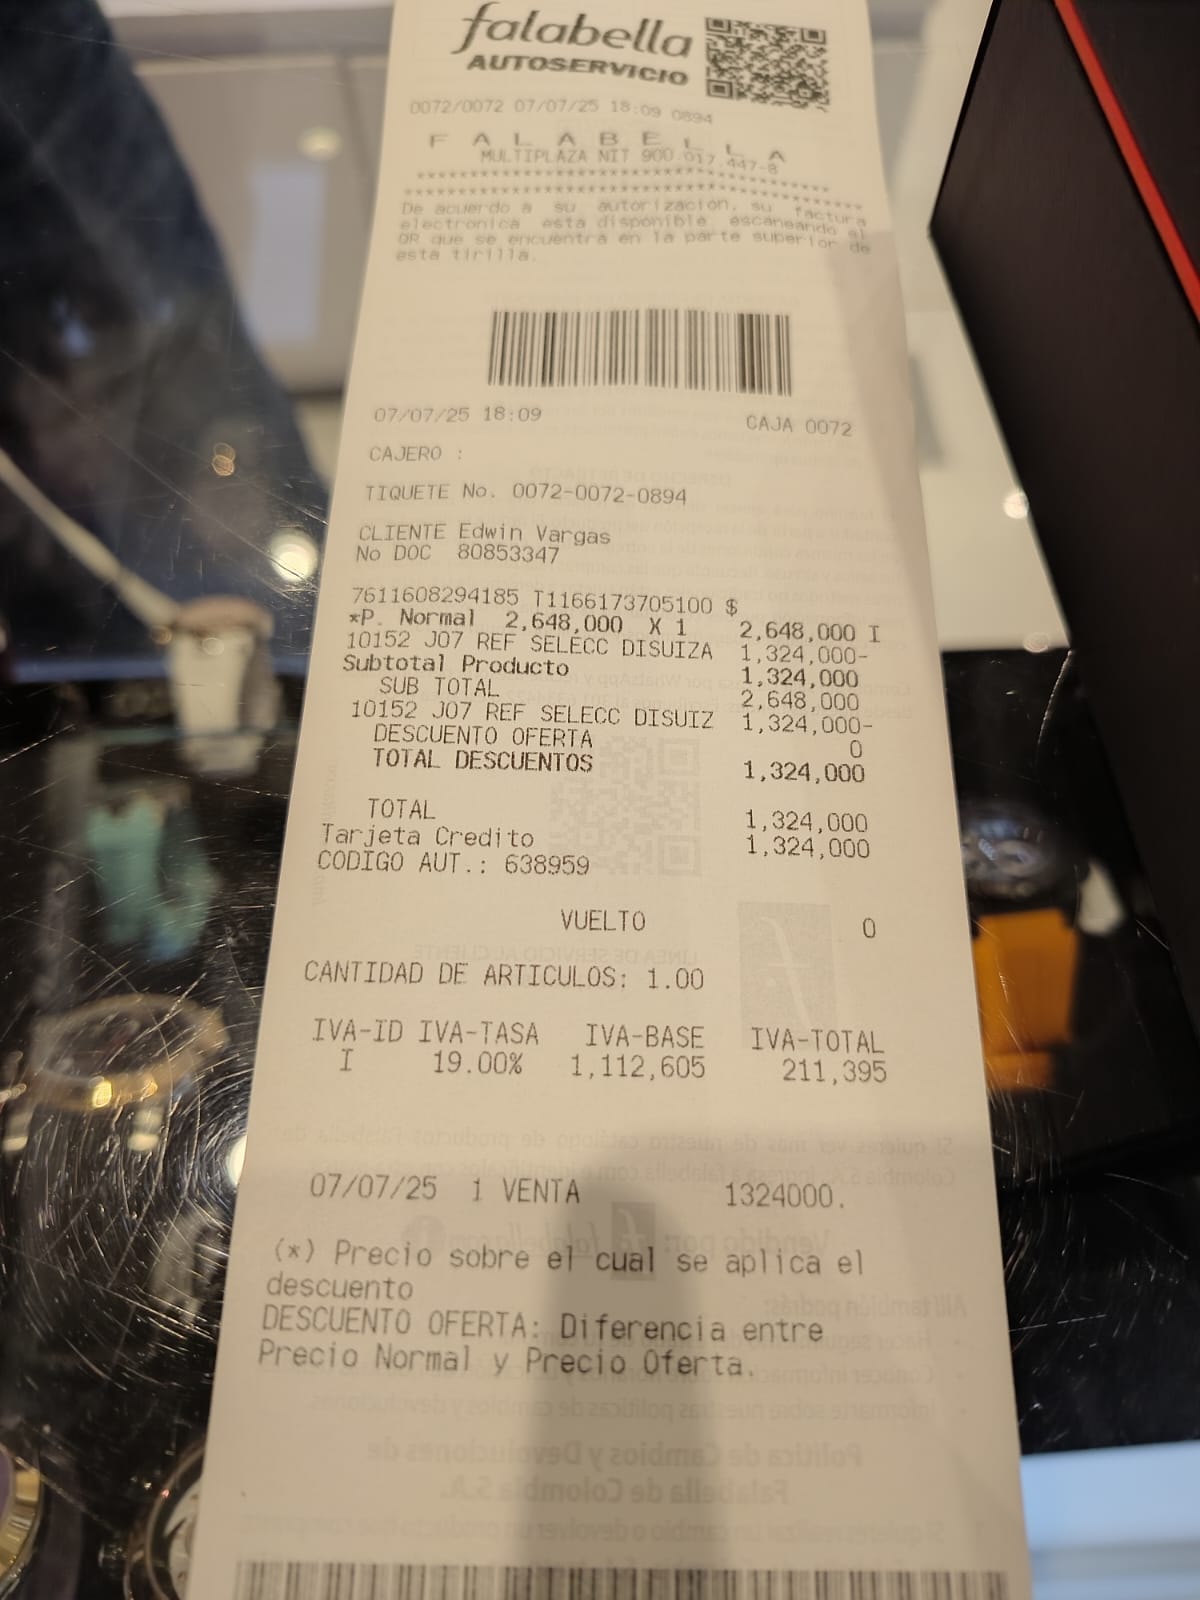 falabella
AUTOSERVICIO
0072/0072 07/07/25 18:09 0894
F A L A B E L L A
MULTIPLAZA NIT 900.017.447-8
De acuerdo a su autorización, su factura
electronica esta disponible escaneando el
QR que se encuentra en la parte superior de
esta tirilla.
07/07/25 18:09 CAJA 0072
CAJERO :
TIQUETE No. 0072-0072-0894
CLIENTE Edwin Vargas
No DOC 80853347
7611608294185 T1166173705100 $
*P. Normal 2,648,000 X 1 2,648,000 I
10152 J07 REF SELECC DISUIZA 1,324,000-
Subtotal Producto 1,324,000
SUB TOTAL 2,648,000
10152 J07 REF SELECC DISUIZ 1,324,000-
DESCUENTO OFERTA 0
TOTAL DESCUENTOS 1,324,000
TOTAL 1,324,000
Tarjeta Credito 1,324,000
CODIGO AUT.: 638959
VUELTO 0
CANTIDAD DE ARTICULOS: 1.00
IVA-ID IVA-TASA IVA-BASE IVA-TOTAL
I 19.00% 1,112,605 211,395
07/07/25 1 VENTA 1324000.
(*) Precio sobre el cual se aplica el
descuento
DESCUENTO OFERTA: Diferencia entre
Precio Normal y Precio Oferta.